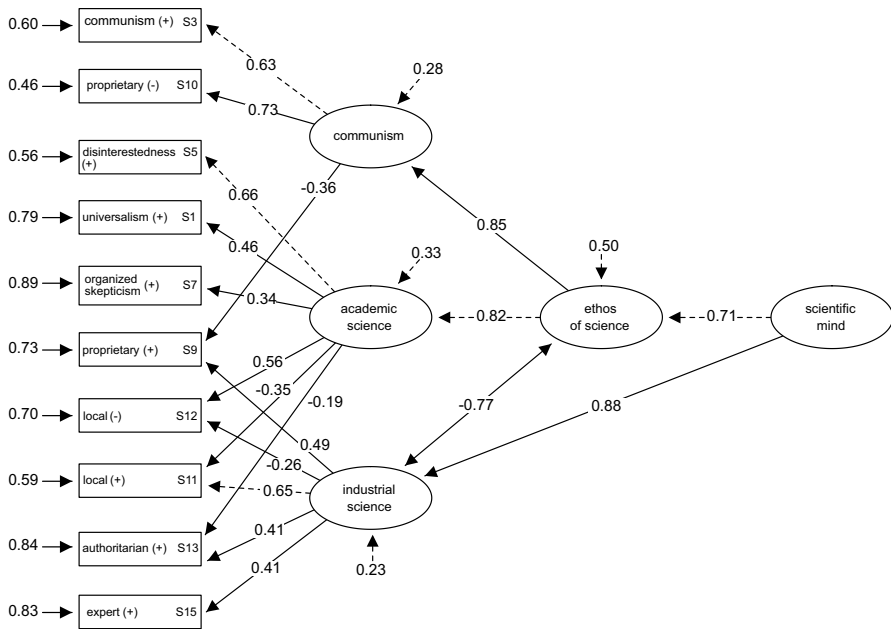 0.60 communism (+) S3
0.63
0.28
0.46 proprietary (-) S10
0.73
communism
0.56 disinterestedness S5
(+)
0.66
-0.36
0.79 universalism (+) S1
0.46
0.85
0.33
0.50
0.89 organized
skepticism (+) S7
0.34
academic
science
0.82
ethos
of science
0.71
scientific
mind
0.73 proprietary (+) S9
0.56
-0.35
-0.19
-0.77
0.88
0.70 local (-) S12
0.49
-0.26
0.59 local (+) S11
0.65
industrial
science
0.41
0.84 authoritarian (+) S13
0.41
0.23
0.83 expert (+) S15